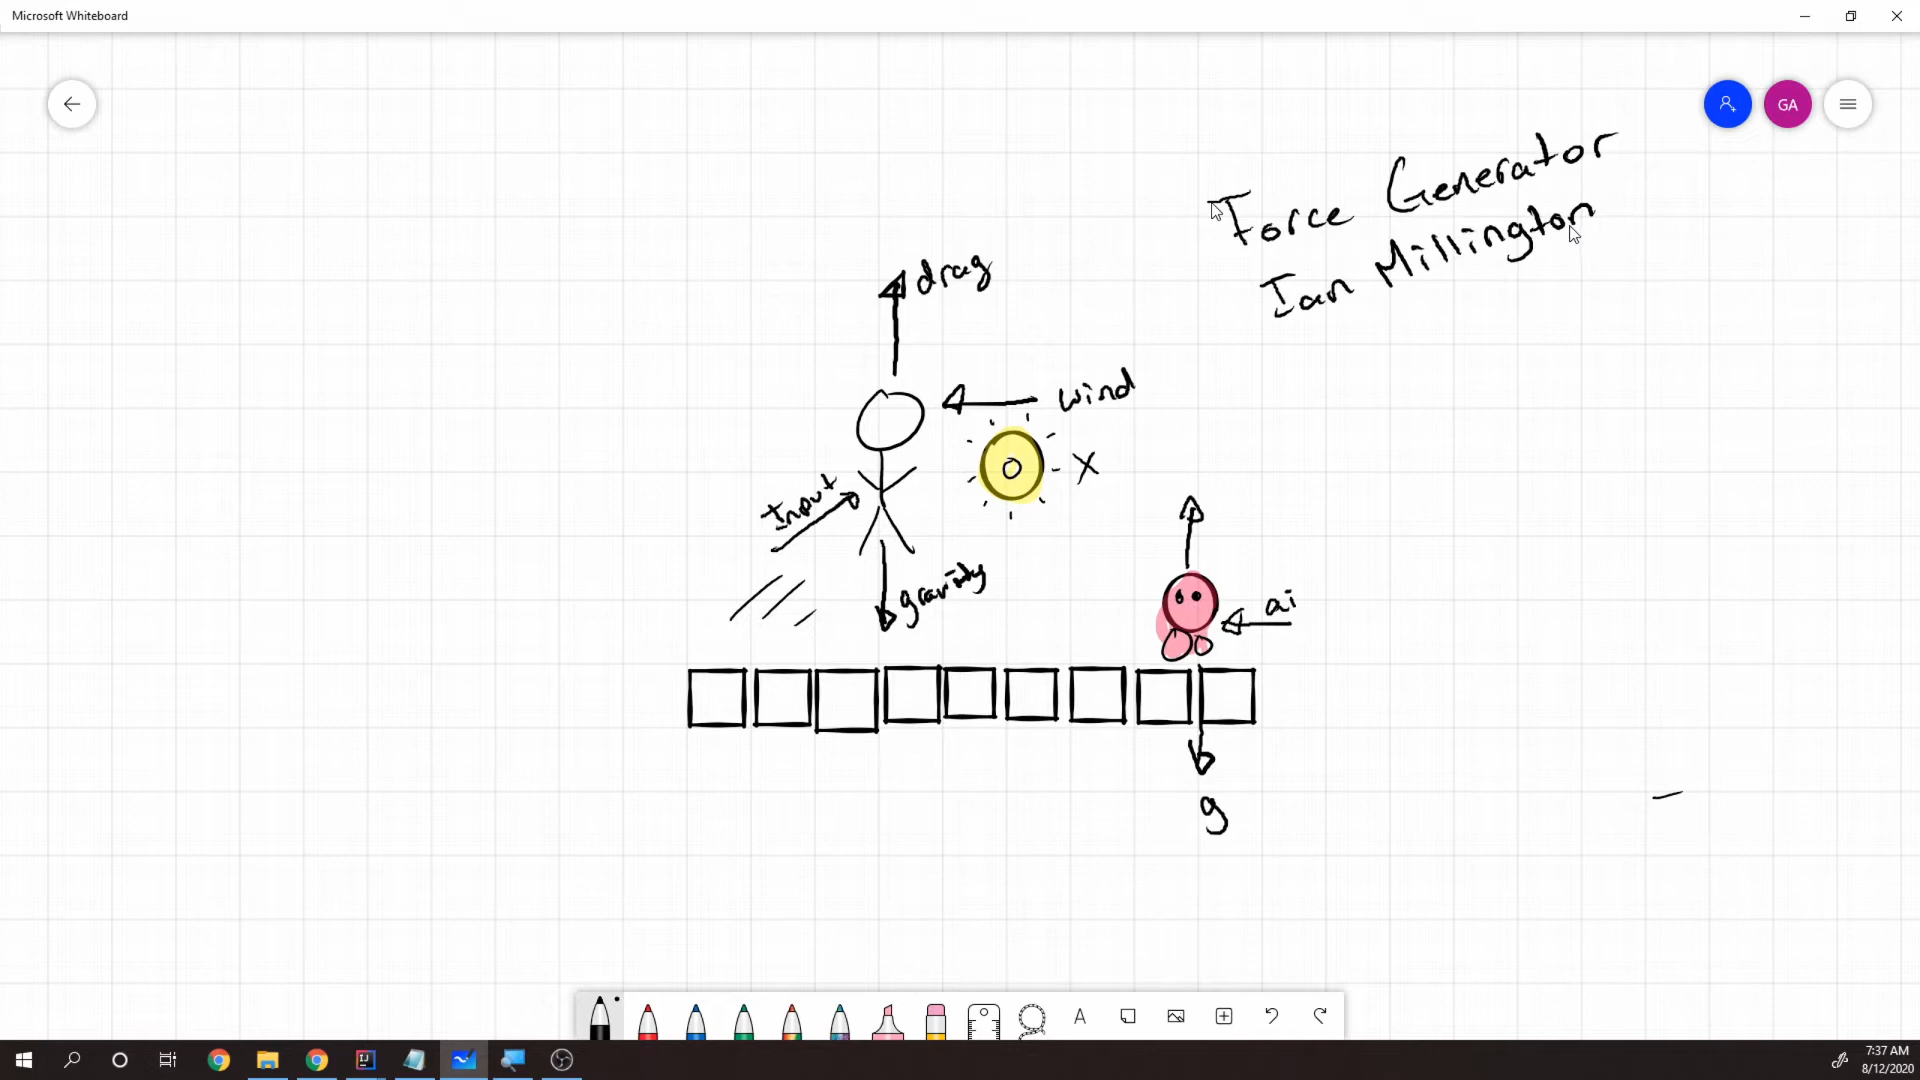 Microsoft Whiteboard
GA
Force Generator
Ian Millington
drag
wind
X
Input
gravity
ai
g
A
7:37 AM
8/12/2020